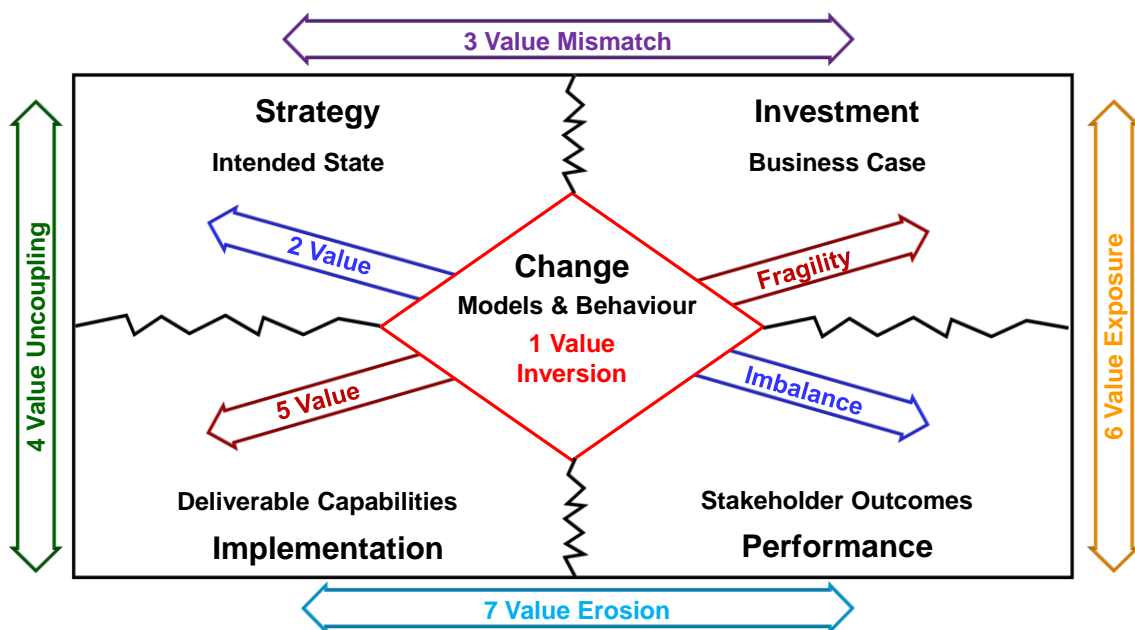 3 Value Mismatch
Strategy
Investment
Intended State
Business Case
4 Value Uncoupling
6 Value Exposure
2 Value
Fragility
Change
Models & Behaviour
1 Value
Inversion
5 Value
Imbalance
Deliverable Capabilities
Stakeholder Outcomes
Implementation
Performance
7 Value Erosion